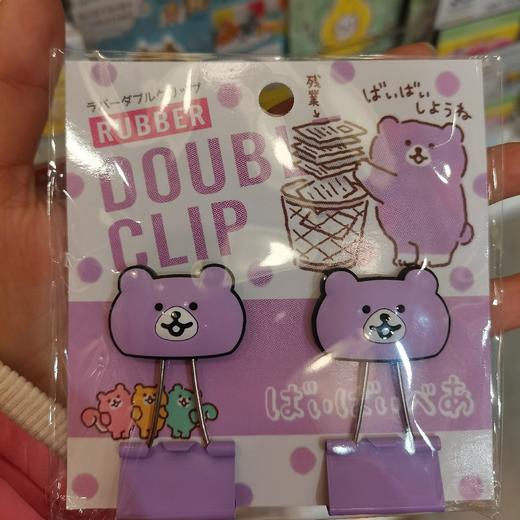 ラバーダブルクリップ
RUBBER
DOUBLE
CLIP
残業
ばいばい
しようね
ばいばいべあ